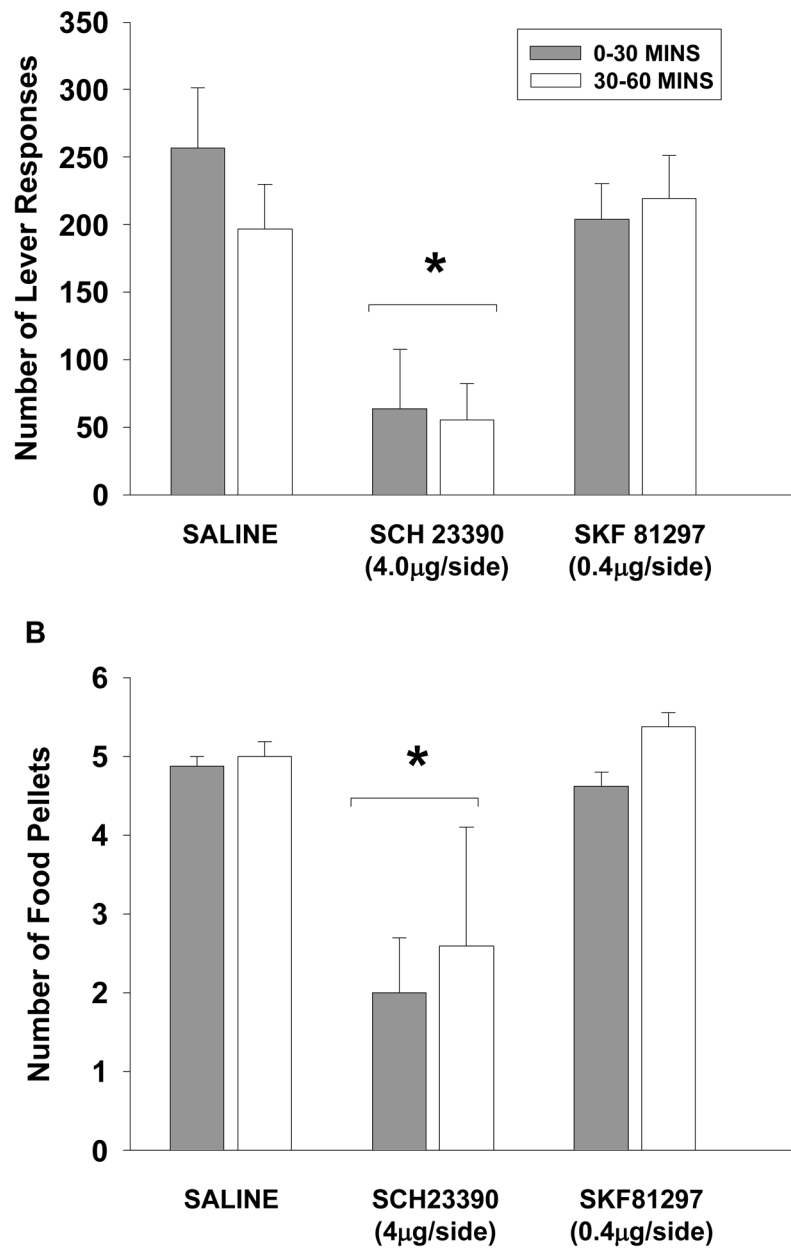 350
300
250
200
150
100
50
0
Number of Lever Responses
0-30 MINS
30-60 MINS
*
SALINE
SCH 23390
(4.0μg/side)
SKF 81297
(0.4μg/side)
B
6
5
4
3
2
1
0
Number of Food Pellets
*
SALINE
SCH23390
(4μg/side)
SKF81297
(0.4μg/side)